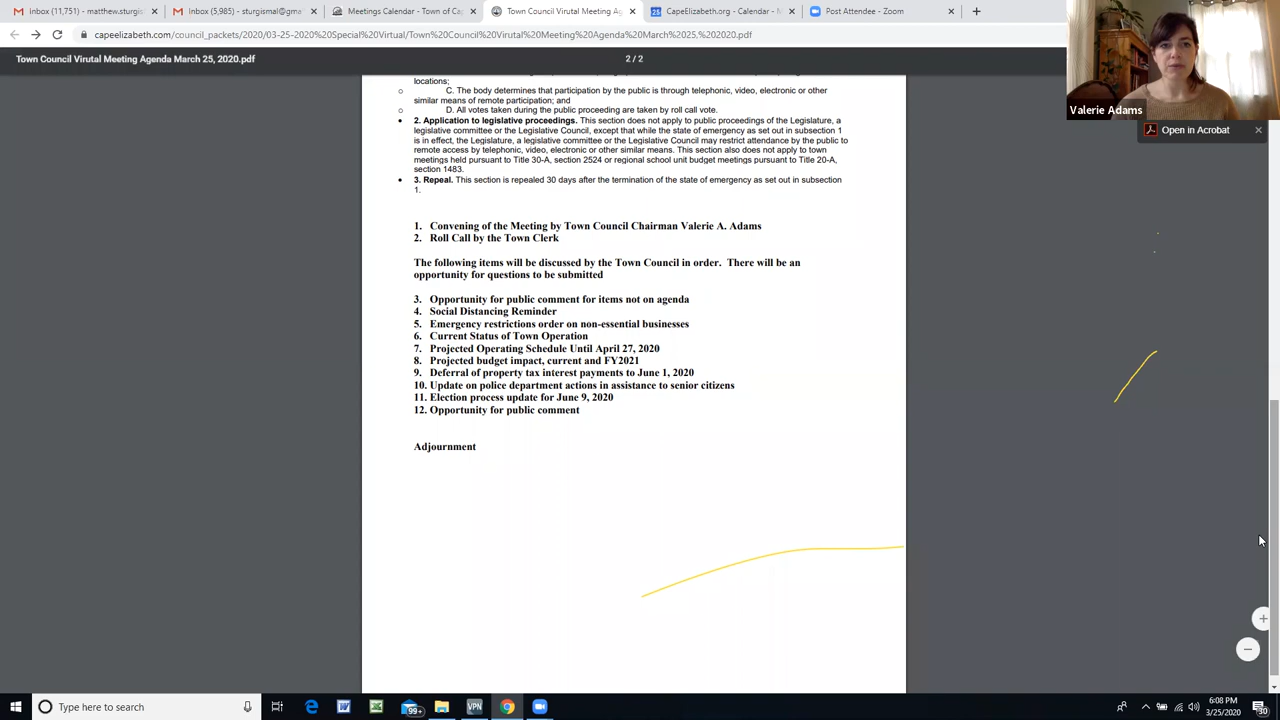 Inbox (11,751) - matthew.sturgis
Inbox (5,985) - sturgismal@gma
Meetings Calendar - Town of Ca
Town Council Virtual Meeting Ag
CapeElizabeth.org - Calendar - M
Post Attendee - Zoom
capeelizabeth.com/council_packets/2020/03-25-2020%20Special%20Virtual/Town%20Council%20Virutal%20Meeting%20Agenda%20March%2025,%202020.pdf
Town Council Virutal Meeting Agenda March 25, 2020.pdf
2 / 2
Valerie Adams
Open in Acrobat
locations;
o C. The body determines that participation by the public is through telephonic, video, electronic or other
similar means of remote participation; and
o D. All votes taken during the public proceeding are taken by roll call vote.
• 2. Application to legislative proceedings. This section does not apply to public proceedings of the Legislature, a
legislative committee or the Legislative Council, except that while the state of emergency as set out in subsection 1
is in effect, the Legislature, a legislative committee or the Legislative Council may restrict attendance by the public to
remote access by telephonic, video, electronic or other similar means. This section also does not apply to town
meetings held pursuant to Title 30-A, section 2524 or regional school unit budget meetings pursuant to Title 20-A,
section 1483.
• 3. Repeal. This section is repealed 30 days after the termination of the state of emergency as set out in subsection
1.
1. Convening of the Meeting by Town Council Chairman Valerie A. Adams
2. Roll Call by the Town Clerk
The following items will be discussed by the Town Council in order. There will be an
opportunity for questions to be submitted
3. Opportunity for public comment for items not on agenda
4. Social Distancing Reminder
5. Emergency restrictions order on non-essential businesses
6. Current Status of Town Operation
7. Projected Operating Schedule Until April 27, 2020
8. Projected budget impact, current and FY2021
9. Deferral of property tax interest payments to June 1, 2020
10. Update on police department actions in assistance to senior citizens
11. Election process update for June 9, 2020
12. Opportunity for public comment
Adjournment
Type here to search
99+
VPN
6:08 PM
3/25/2020
30